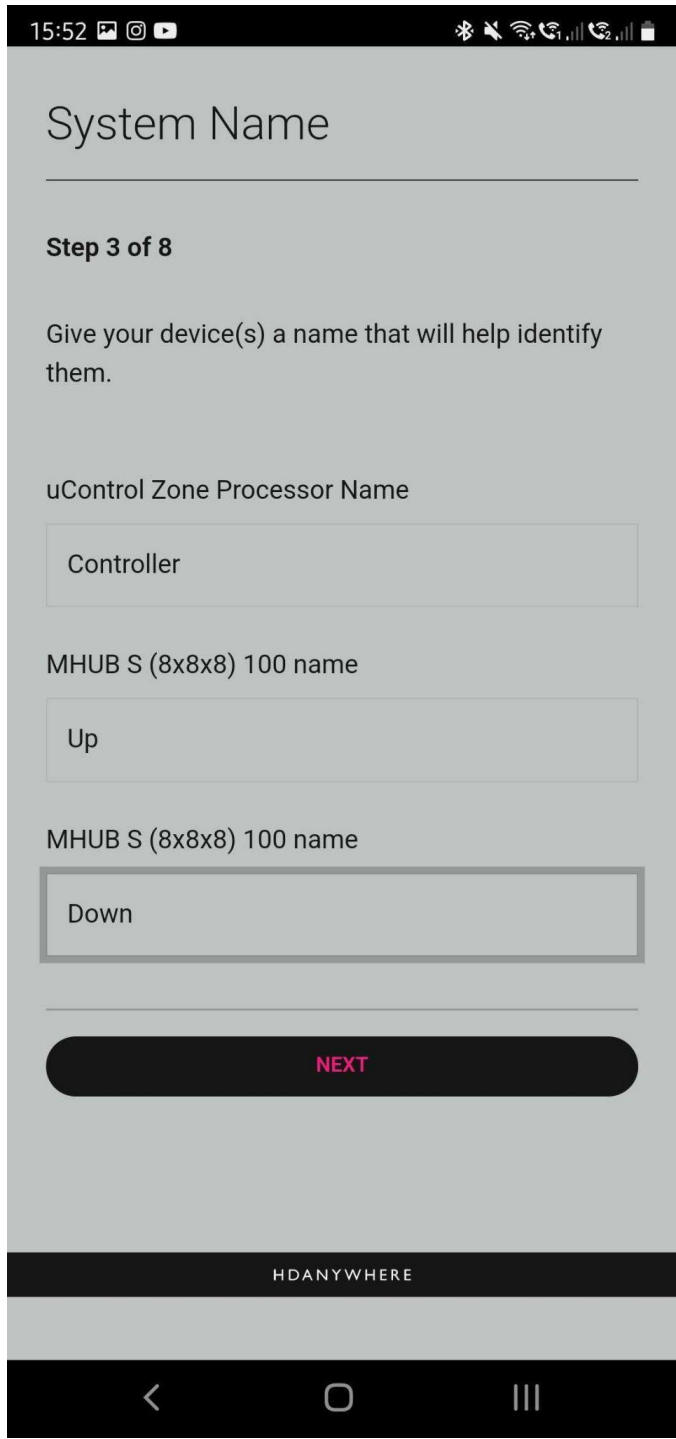 15:52
System Name
Step 3 of 8
Give your device(s) a name that will help identify
them.
uControl Zone Processor Name
Controller
MHUB S (8x8x8) 100 name
Up
MHUB S (8x8x8) 100 name
Down
NEXT
HDANYWHERE